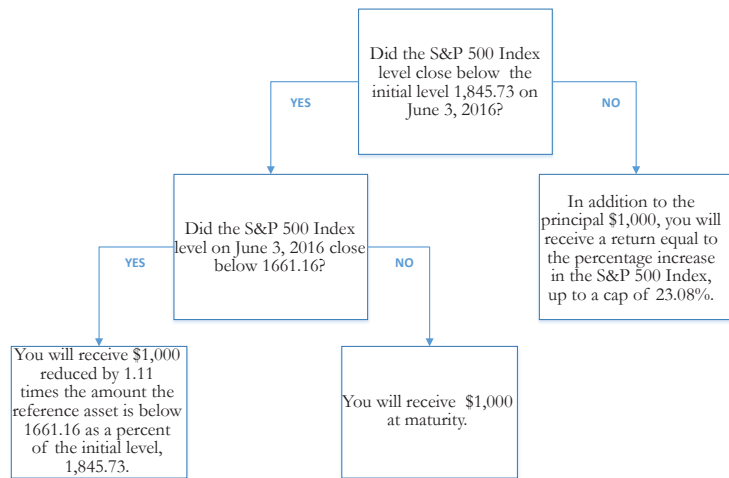 Did the S&P 500 Index
level close below the
initial level 1,845.73 on
June 3, 2016?
YES
NO
Did the S&P 500 Index
level on June 3, 2016 close
below 1661.16?
In addition to the
principal $1,000, you will
receive a return equal to
the percentage increase
in the S&P 500 Index,
up to a cap of 23.08%.
YES
NO
You will receive $1,000
reduced by 1.11
times the amount the
reference asset is below
1661.16 as a percent
of the initial level,
1,845.73.
You will receive $1,000
at maturity.